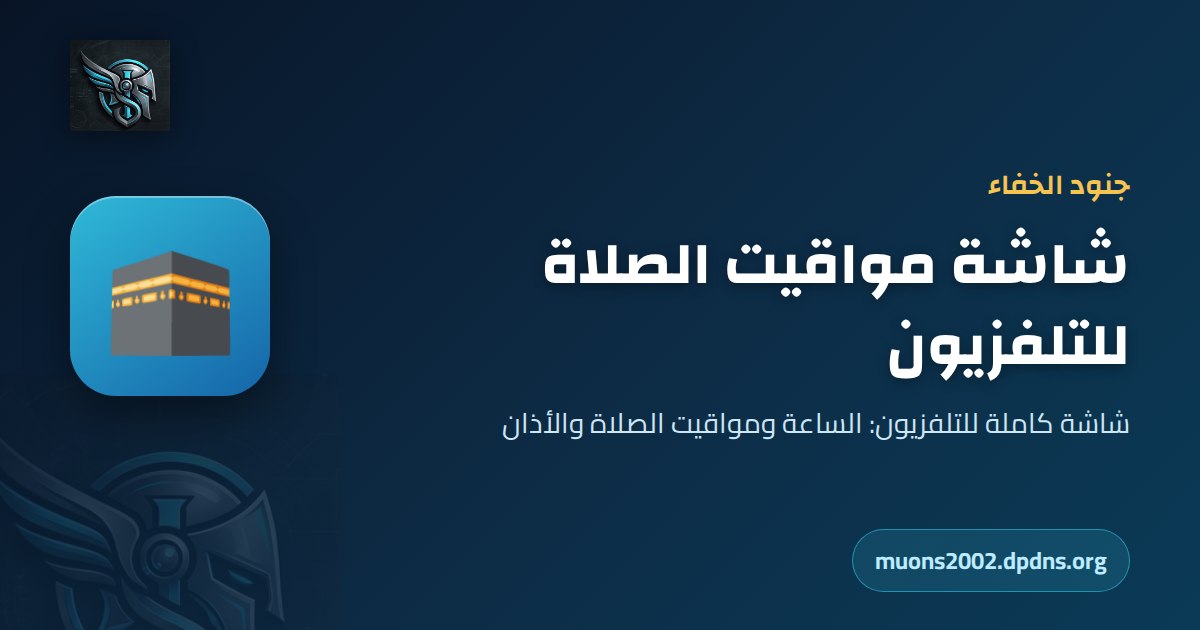 جنود الخفاء
شاشة مواقيت الصلاة
للتلفزيون
شاشة كاملة للتلفزيون: الساعة ومواقيت الصلاة والأذان
muons2002.dpdns.org